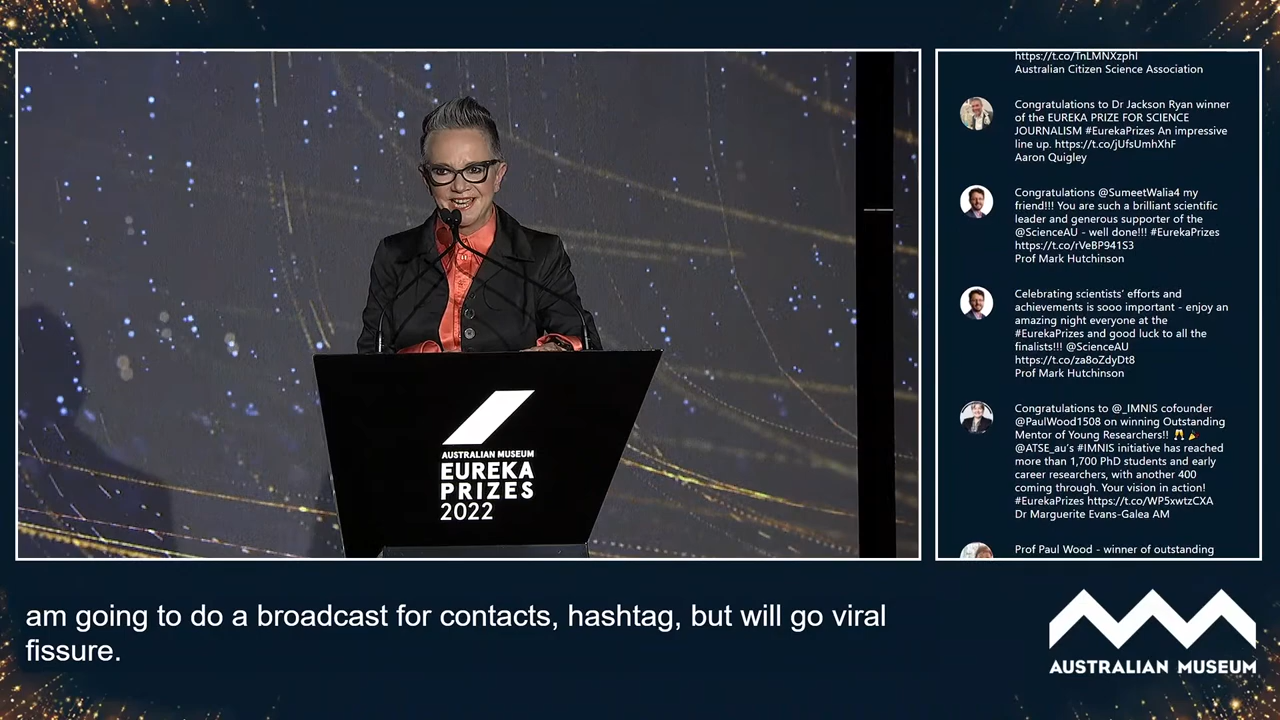 AUSTRALIAN MUSEUM
EUREKA
PRIZES
2022
https://t.co/TnLMNXzphI
Australian Citizen Science Association
Congratulations to Dr Jackson Ryan winner
of the EUREKA PRIZE FOR SCIENCE
JOURNALISM #EurekaPrizes An impressive
line up. https://t.co/jUfsUmhXhF
Aaron Quigley
Congratulations @SumeetWalia4 my
friend!!! You are such a brilliant scientific
leader and generous supporter of the
@ScienceAU - well done!!! #EurekaPrizes
https://t.co/rVeBP941S3
Prof Mark Hutchinson
Celebrating scientists' efforts and
achievements is sooo important - enjoy an
amazing night everyone at the
#EurekaPrizes and good luck to all the
finalists!!! @ScienceAU
https://t.co/za8oZdyDt8
Prof Mark Hutchinson
Congratulations to @_IMNIS cofounder
@PaulWood1508 on winning Outstanding
Mentor of Young Researchers!! 🥂 🎉
@ATSE_au's #IMNIS initiative has reached
more than 1,700 PhD students and early
career researchers, with another 400
coming through. Your vision in action!
#EurekaPrizes https://t.co/WP5xwtzCXA
Dr Marguerite Evans-Galea AM
Prof Paul Wood - winner of outstanding
am going to do a broadcast for contacts, hashtag, but will go viral
fissure.
AUSTRALIAN MUSEUM